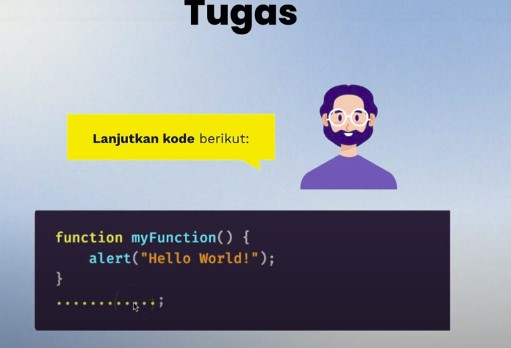 Tugas
Lanjutkan kode berikut:
function myFunction() {
    alert("Hello World!");
}
............;